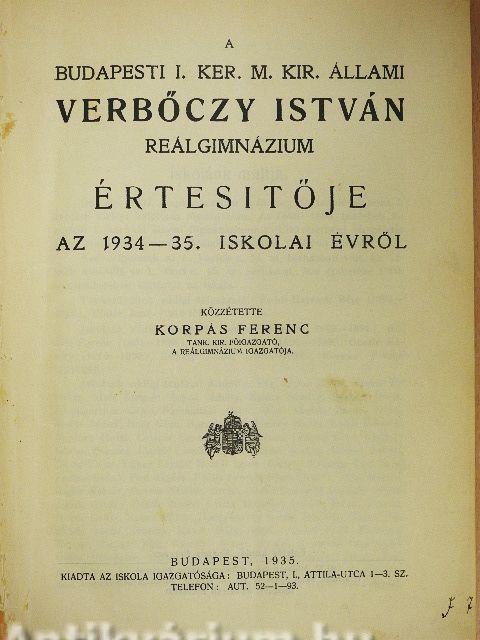 A
BUDAPESTI I. KER. M. KIR. ÁLLAMI
VERBŐCZY ISTVÁN
REÁLGIMNÁZIUM
ÉRTESITŐJE
AZ 1934—35. ISKOLAI ÉVRŐL
KÖZZÉTETTE
KORPÁS FERENC
TANK. KIR. FŐIGAZGATÓ,
A REÁLGIMNÁZIUM IGAZGATÓJA.
BUDAPEST, 1935.
KIADTA AZ ISKOLA IGAZGATÓSÁGA: BUDAPEST, I., ATTILA-UTCA 1—3. SZ.
TELEFON: AUT. 52—1—93.
Antikvárium.hu